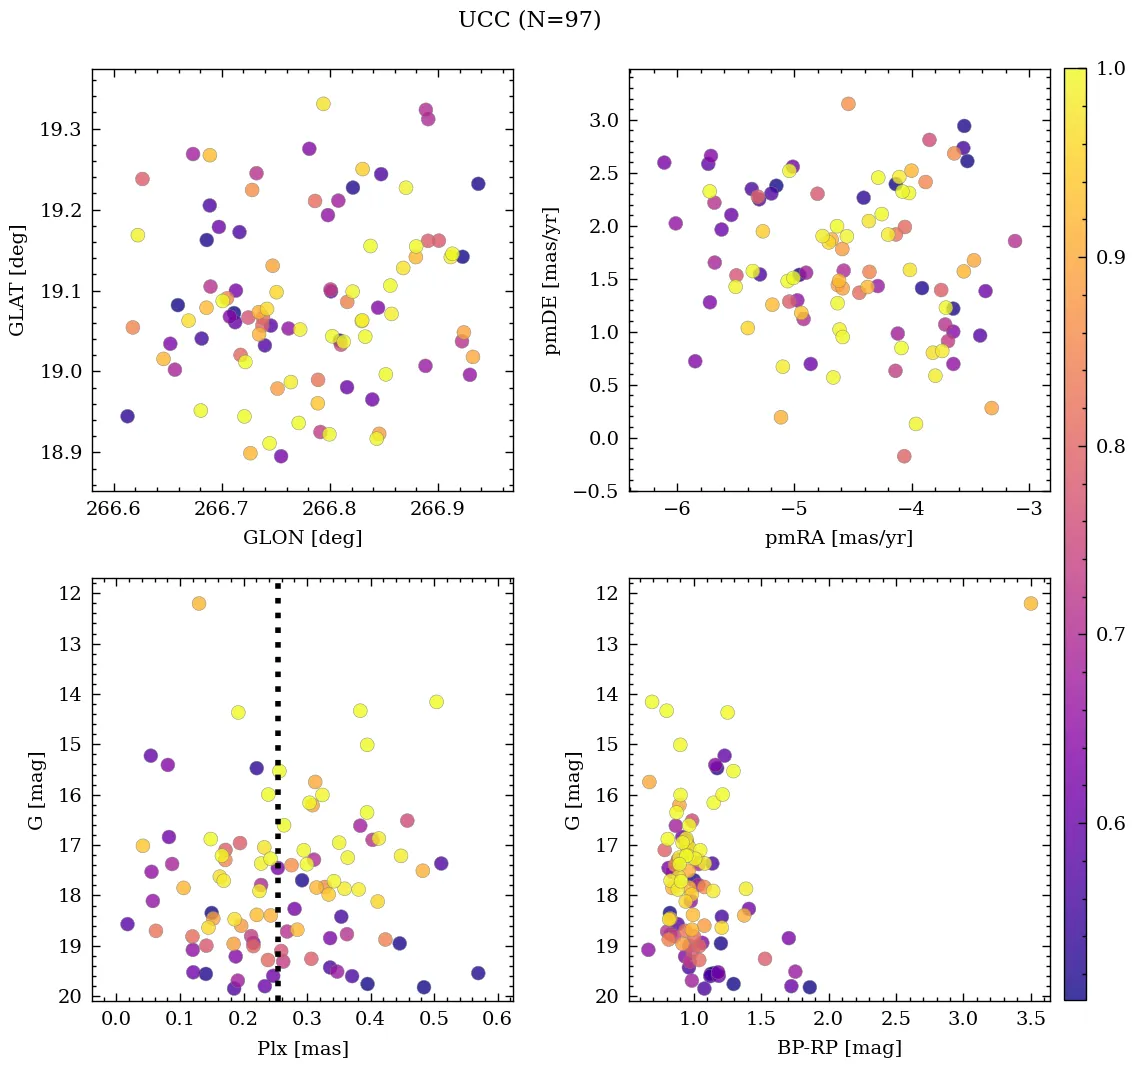 UCC (N=97)
19.3
19.2
19.1
19.0
18.9
GLAT [deg]
266.6 266.7 266.8 266.9
GLON [deg]
3.0
2.5
2.0
1.5
1.0
0.5
0.0
−0.5
pmDE [mas/yr]
−6 −5 −4 −3
pmRA [mas/yr]
1.0
0.9
0.8
0.7
0.6
12
13
14
15
16
17
18
19
20
G [mag]
0.0 0.1 0.2 0.3 0.4 0.5 0.6
Plx [mas]
12
13
14
15
16
17
18
19
20
G [mag]
1.0 1.5 2.0 2.5 3.0 3.5
BP-RP [mag]